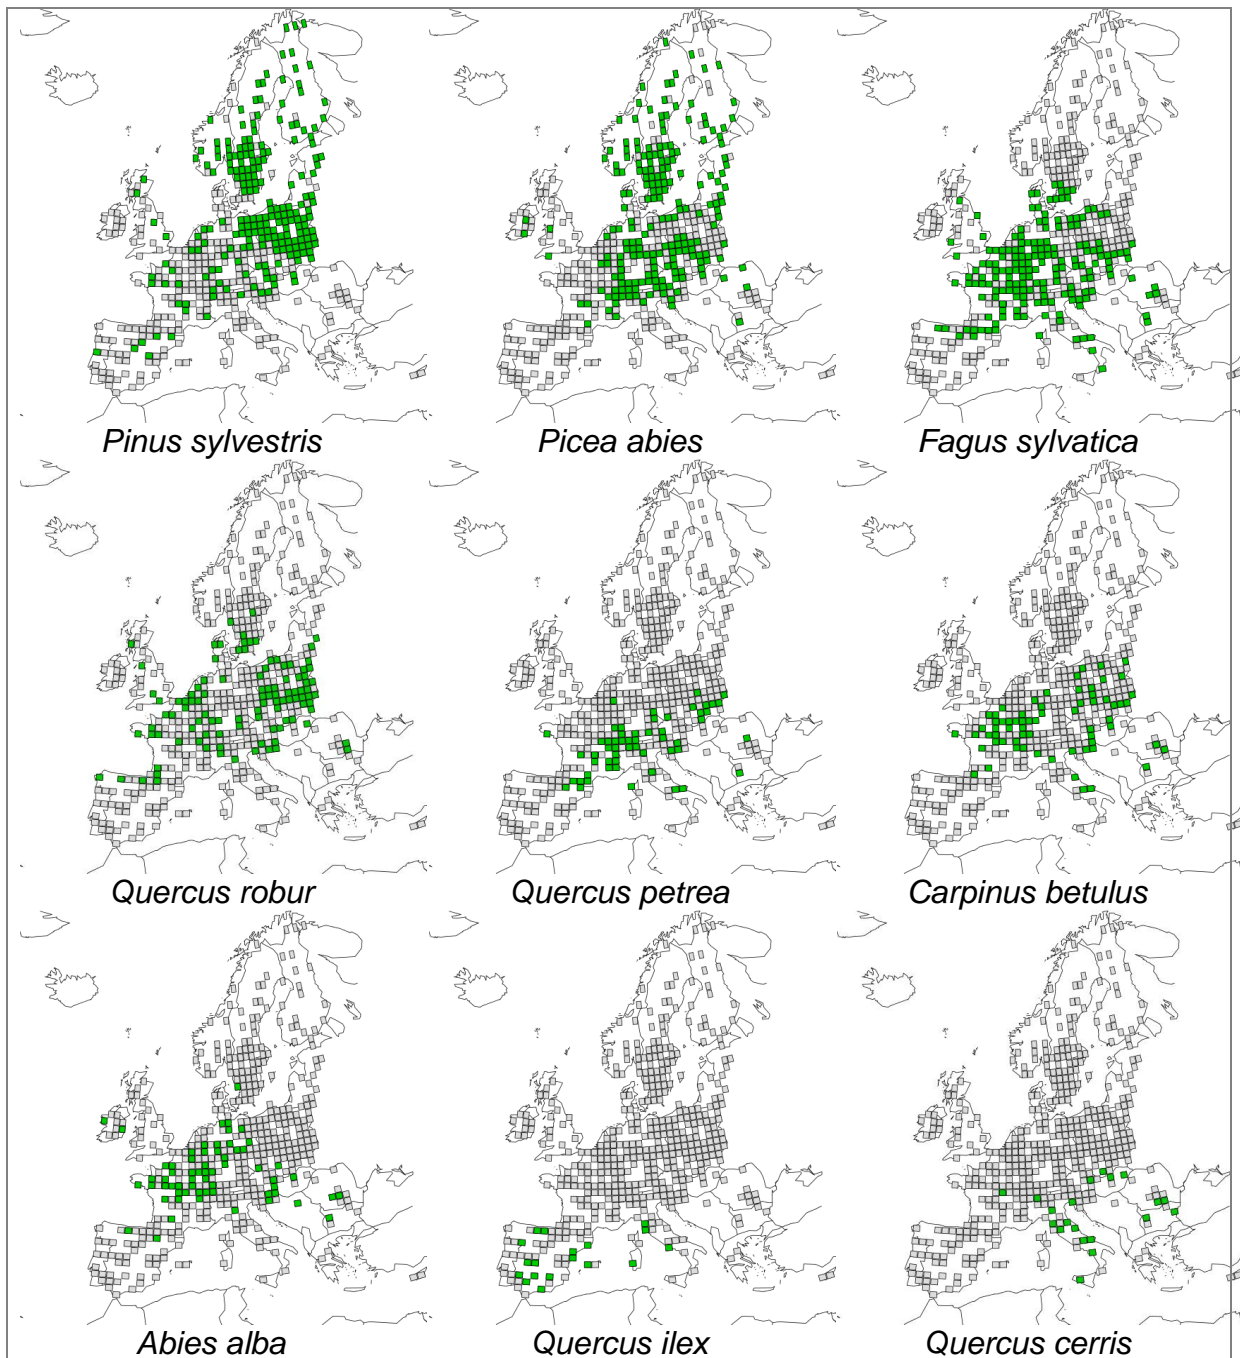 Pinus sylvestris
Picea abies
Fagus sylvatica
Quercus robur
Quercus petrea
Carpinus betulus
Abies alba
Quercus ilex
Quercus cerris